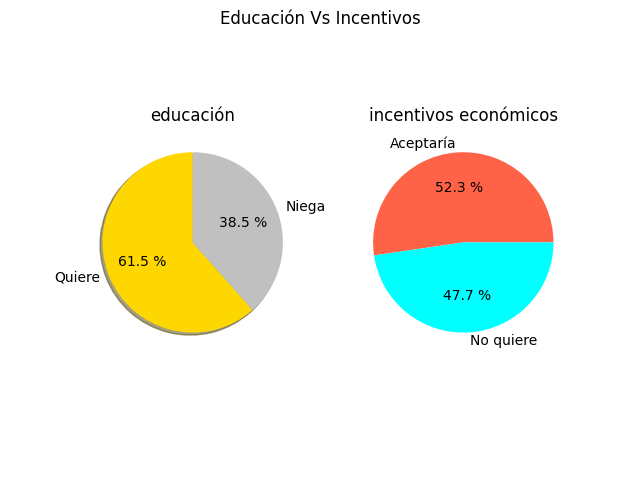 Educación Vs Incentivos
educación
Niega
38.5 %
61.5 %
Quiere
incentivos económicos
Aceptaría
52.3 %
47.7 %
No quiere